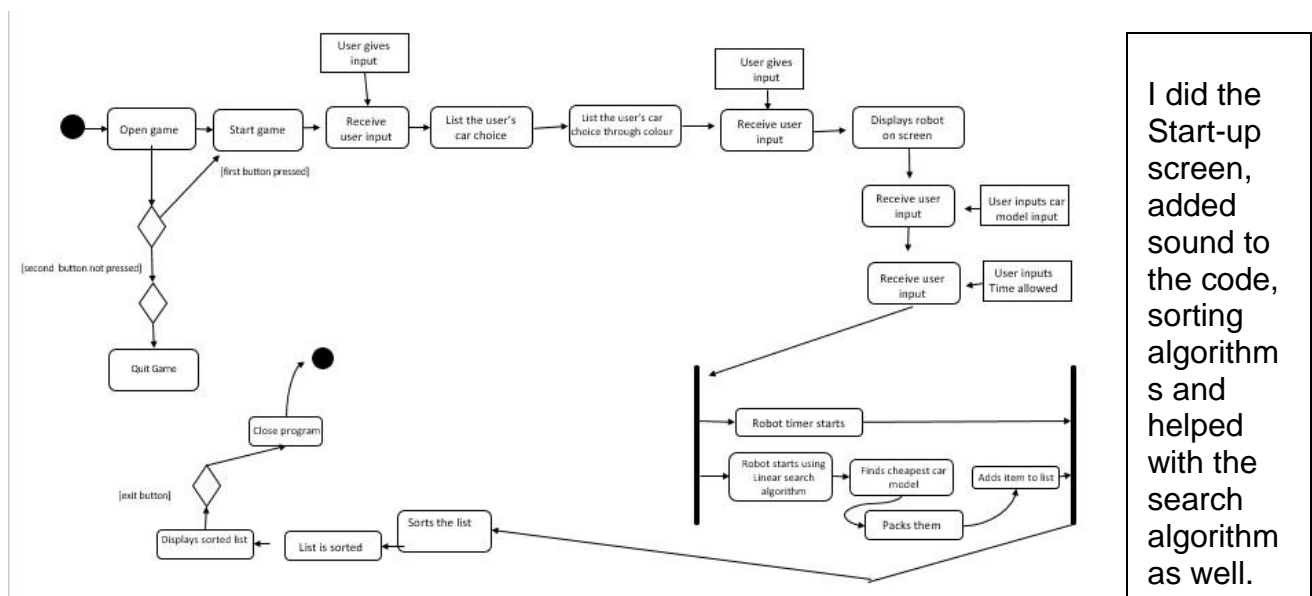 User gives
input
User gives
input
Open game
Start game
Receive
user input
List the user's
car choice
List the user's car
choice through colour
Receive user
input
Displays robot
on screen
[first button pressed]
Receive user
input
User inputs car
model input
[second button not pressed]
Receive user
input
User inputs
Time allowed
Quit Game
Close program
Robot timer starts
Robot starts using
Linear search
algorithm
Finds cheapest car
model
Adds item to list
Packs them
[exit button]
Sorts the list
List is sorted
Displays sorted list
I did the
Start-up
screen,
added
sound to
the code,
sorting
algorithm
s and
helped
with the
search
algorithm
as well.